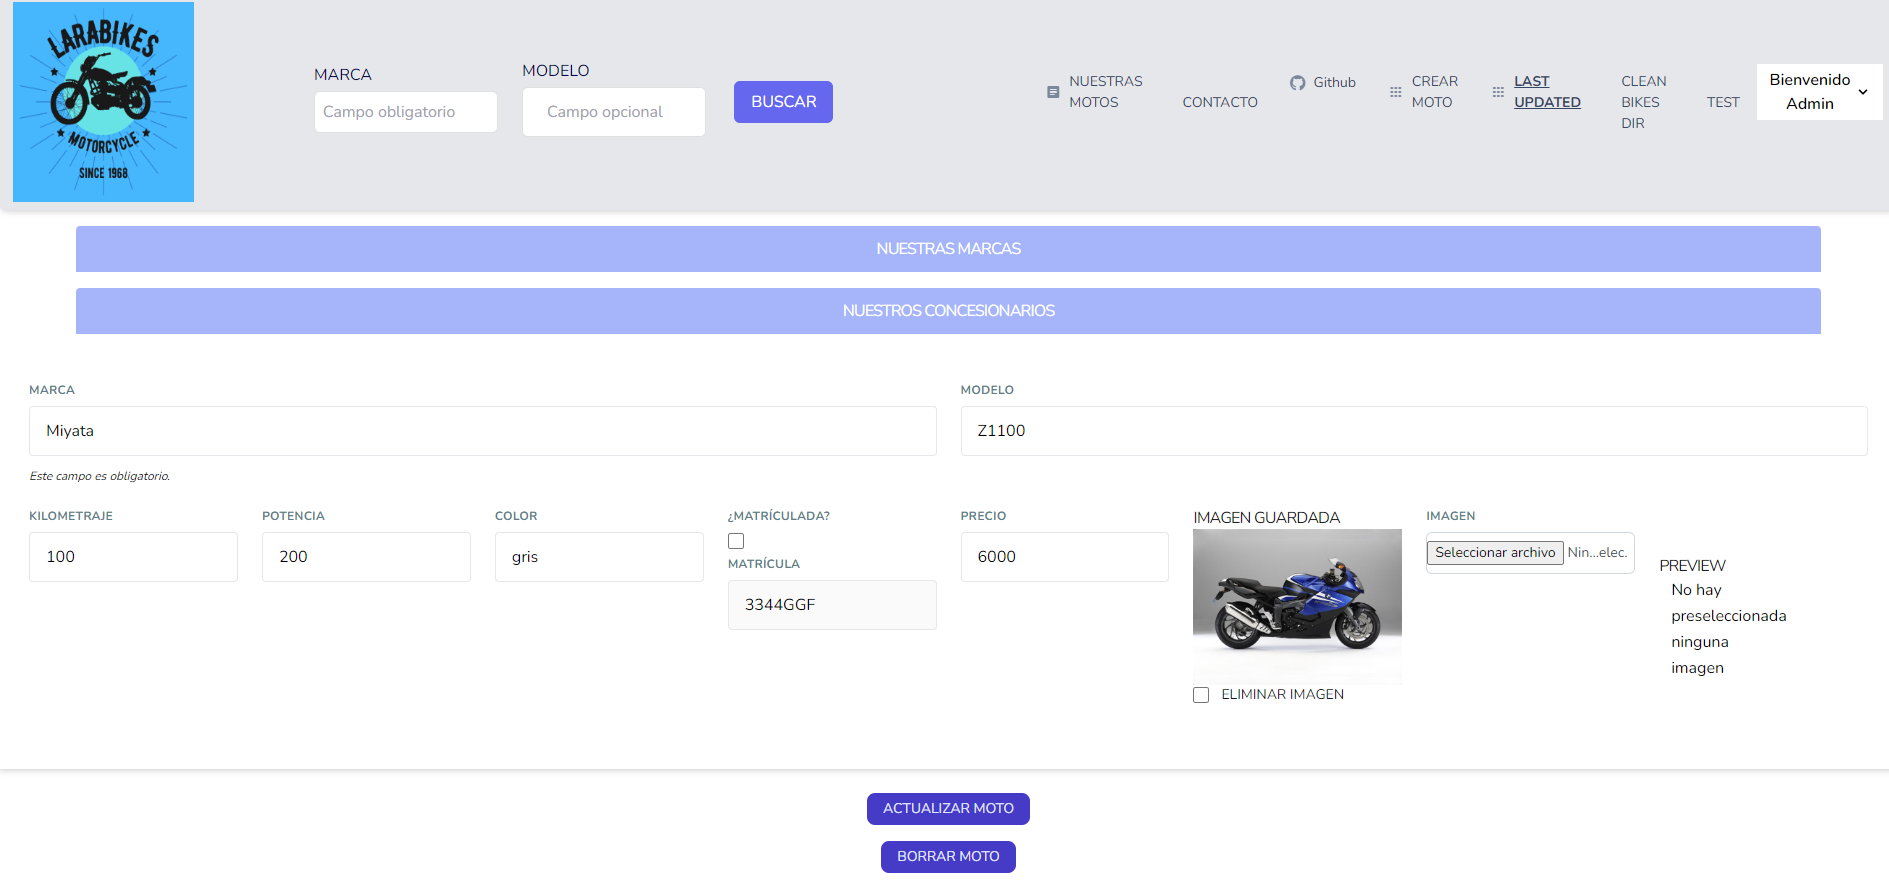 LARABIKES
MOTORCYCLE
SINCE 1968
MARCA
Campo obligatorio
MODELO
Campo opcional
BUSCAR
NUESTRAS
MOTOS
CONTACTO
Github
CREAR
MOTO
LAST
UPDATED
CLEAN
BIKES
DIR
TEST
Bienvenido
Admin
NUESTRAS MARCAS
NUESTROS CONCESIONARIOS
MARCA
Miyata
Este campo es obligatorio.
MODELO
Z1100
KILOMETRAJE
100
POTENCIA
200
COLOR
gris
¿MATRÍCULADA?
MATRÍCULA
3344GGF
PRECIO
6000
IMAGEN GUARDADA
ELIMINAR IMAGEN
IMAGEN
Seleccionar archivo Nin...elec.
PREVIEW
No hay
preseleccionada
ninguna
imagen
ACTUALIZAR MOTO
BORRAR MOTO